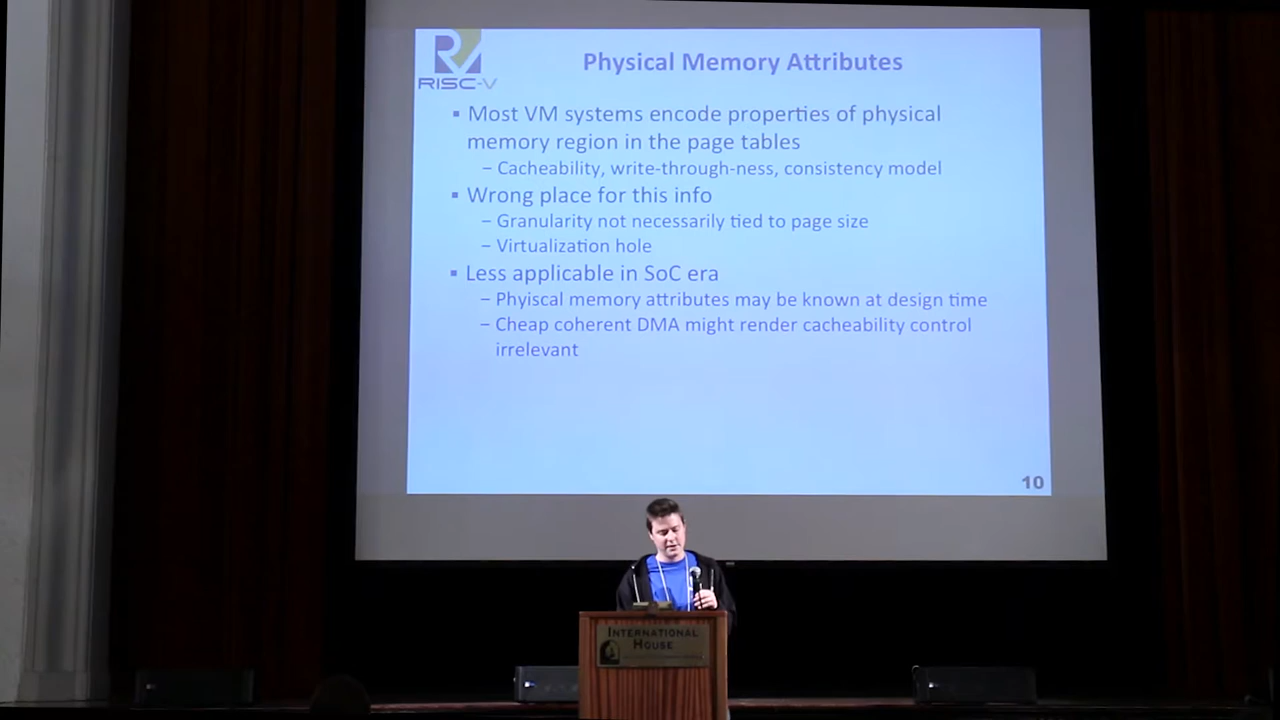 RISC-V
Physical Memory Attributes
▪ Most VM systems encode properties of physical
memory region in the page tables
– Cacheability, write-through-ness, consistency model
▪ Wrong place for this info
– Granularity not necessarily tied to page size
– Virtualization hole
▪ Less applicable in SoC era
– Phyiscal memory attributes may be known at design time
– Cheap coherent DMA might render cacheability control
irrelevant
10
INTERNATIONAL
HOUSE